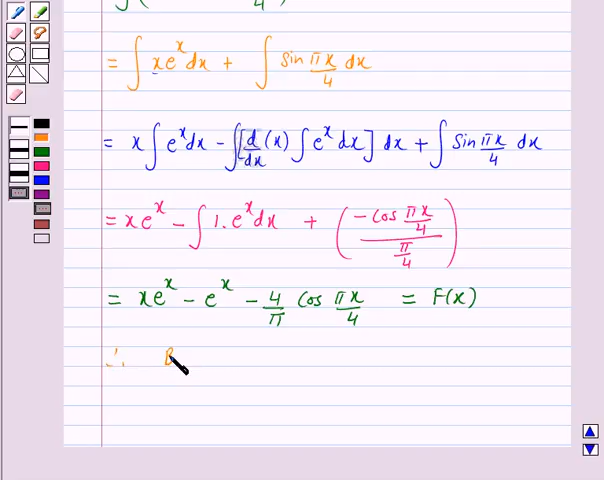 = ∫ xe^x dx + ∫ sin πx/4 dx
= x ∫ e^x dx - ∫ [d/dx (x) ∫ e^x dx] dx + ∫ sin πx/4 dx
= xe^x - ∫ 1. e^x dx + ((-cos πx/4)/(π/4))
= xe^x - e^x - 4/π cos πx/4 = F(x)
∴